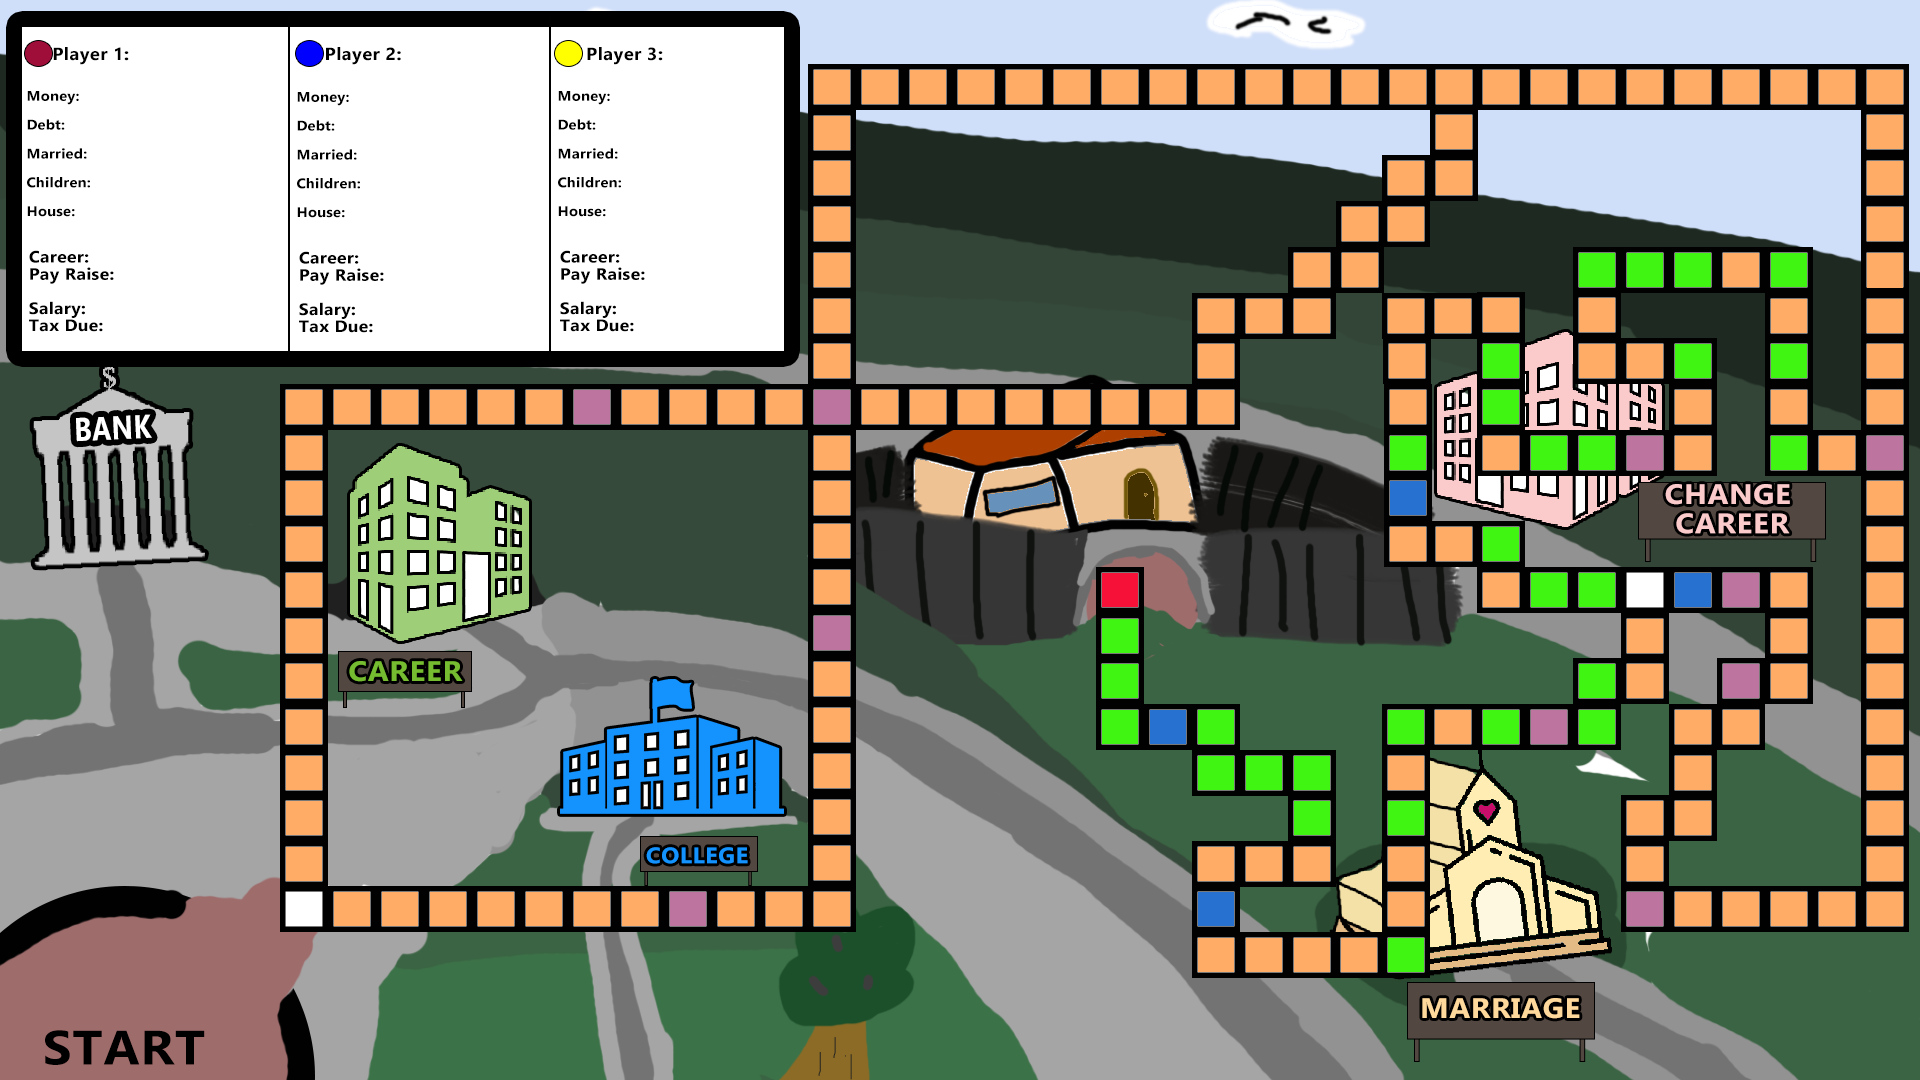 Player 1:
Money:
Debt:
Married:
Children:
House:
Career:
Pay Raise:
Salary:
Tax Due:
Player 2:
Money:
Debt:
Married:
Children:
House:
Career:
Pay Raise:
Salary:
Tax Due:
Player 3:
Money:
Debt:
Married:
Children:
House:
Career:
Pay Raise:
Salary:
Tax Due:
$
BANK
CAREER
COLLEGE
CHANGE
CAREER
MARRIAGE
START